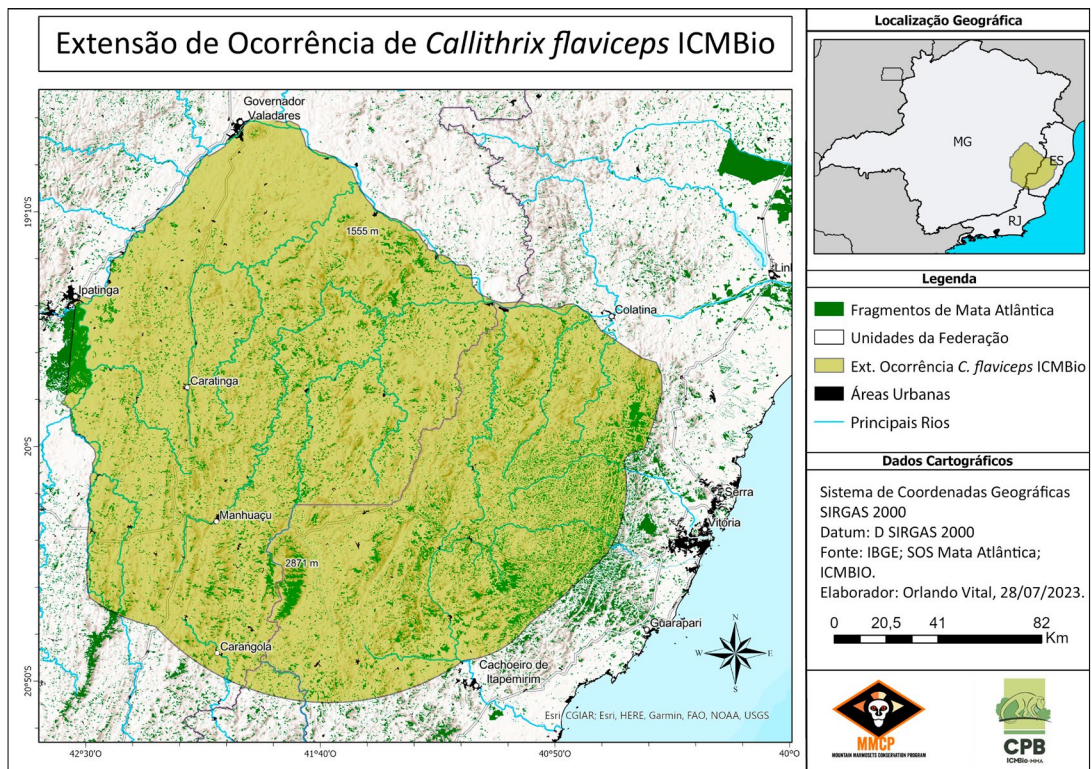 Extensão de Ocorrência de Callithrix flaviceps ICMBio
Governador
Valadares
1555 m
Ipatinga
Colatina
Caratinga
Manhuaçu
2871 m
Serra
Vitória
Guarapari
Carangola
Cachoeiro de
Itapemirim
19°10'S
20°S
20°50'S
42°30'O
41°40'O
40°50'O
40°O
N
W
E
S
Esri, CGIAR; Esri, HERE, Garmin, FAO, NOAA, USGS
Localização Geográfica
MG
ES
RJ
Legenda
Fragmentos de Mata Atlântica
Unidades da Federação
Ext. Ocorrência C. flaviceps ICMBio
Áreas Urbanas
Principais Rios
Dados Cartográficos
Sistema de Coordenadas Geográficas
SIRGAS 2000
Datum: D SIRGAS 2000
Fonte: IBGE; SOS Mata Atlântica;
ICMBIO.
Elaborador: Orlando Vital, 28/07/2023.
0 20,5 41 82
Km
MMCP
MOUNTAIN MARMOSETS CONSERVATION PROGRAM
CPB
ICMBio-MMA